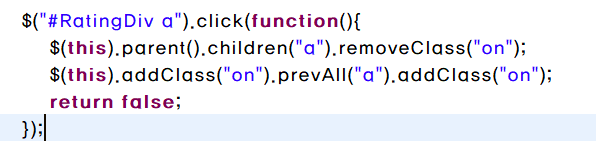 $("#RatingDiv a").click(function(){
$(this).parent().children("a").removeClass("on");
$(this).addClass("on").prevAll("a").addClass("on");
return false;
});